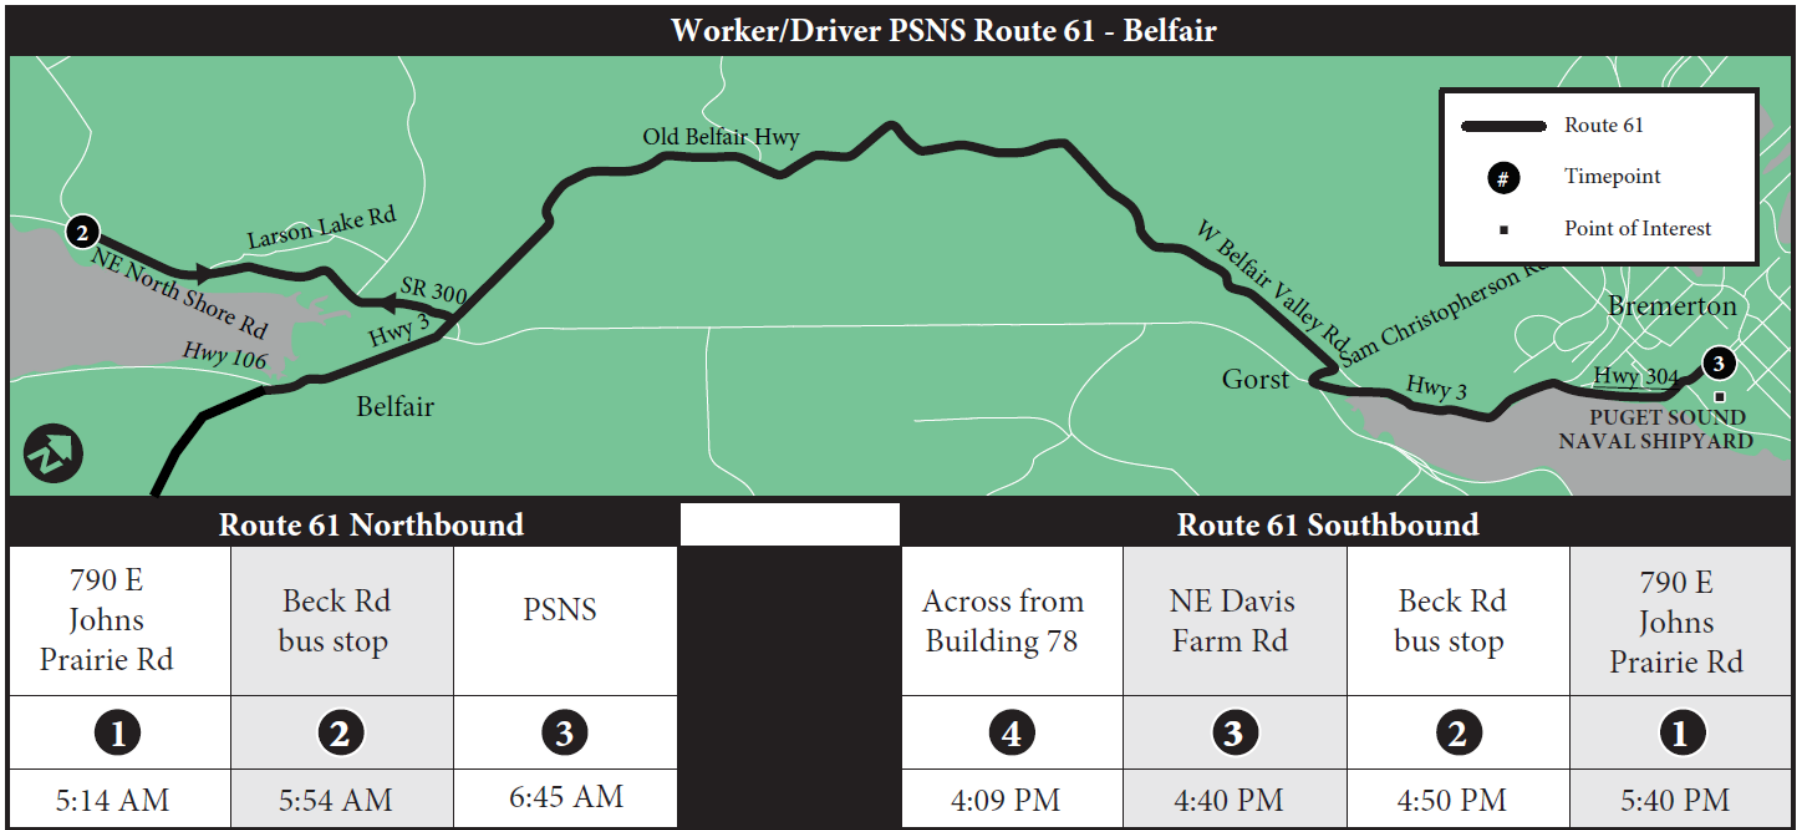 Worker/Driver PSNS Route 61 - Belfair
Route 61
#
Timepoint
Point of Interest
Old Belfair Hwy
Larson Lake Rd
2
NE North Shore Rd
SR 300
Hwy 3
Hwy 106
Belfair
W Belfair Valley Rd
Sam Christopherson
Bremerton
Gorst
Hwy 3
Hwy 304
3
PUGET SOUND
NAVAL SHIPYARD
N
Route 61 Northbound
790 E
Johns
Prairie Rd
Beck Rd
bus stop
PSNS
1
2
3
5:14 AM
5:54 AM
6:45 AM
Route 61 Southbound
Across from
Building 78
NE Davis
Farm Rd
Beck Rd
bus stop
790 E
Johns
Prairie Rd
4
3
2
1
4:09 PM
4:40 PM
4:50 PM
5:40 PM